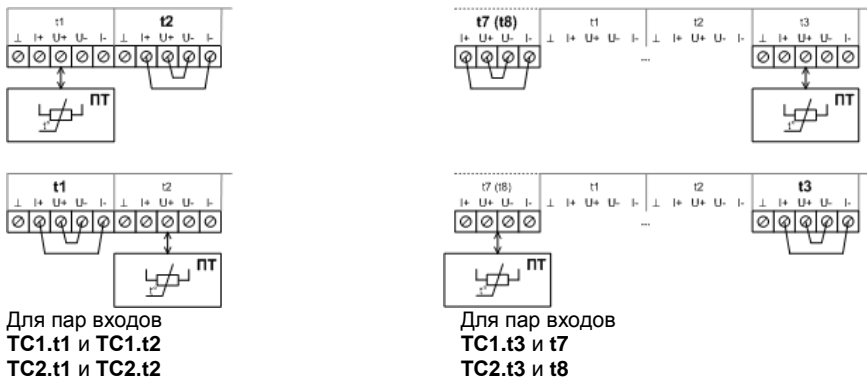 t1 t2
⊥ I+ U+ U- I- ⊥ I+ U+ U- I-
ПТ
t°
t7 (t8) t1 t2 t3
I+ U+ U- I- ⊥ I+ U+ U- I- ⊥ I+ U+ U- I- ⊥ I+ U+ U- I-
...
ПТ
t°
t1 t2
⊥ I+ U+ U- I- ⊥ I+ U+ U- I-
ПТ
t°
t7 (t8) t1 t2 t3
I+ U+ U- I- ⊥ I+ U+ U- I- ⊥ I+ U+ U- I- ⊥ I+ U+ U- I-
...
ПТ
t°
Для пар входов
ТС1.t1 и ТС1.t2
ТС2.t1 и ТС2.t2
Для пар входов
ТС1.t3 и t7
ТС2.t3 и t8